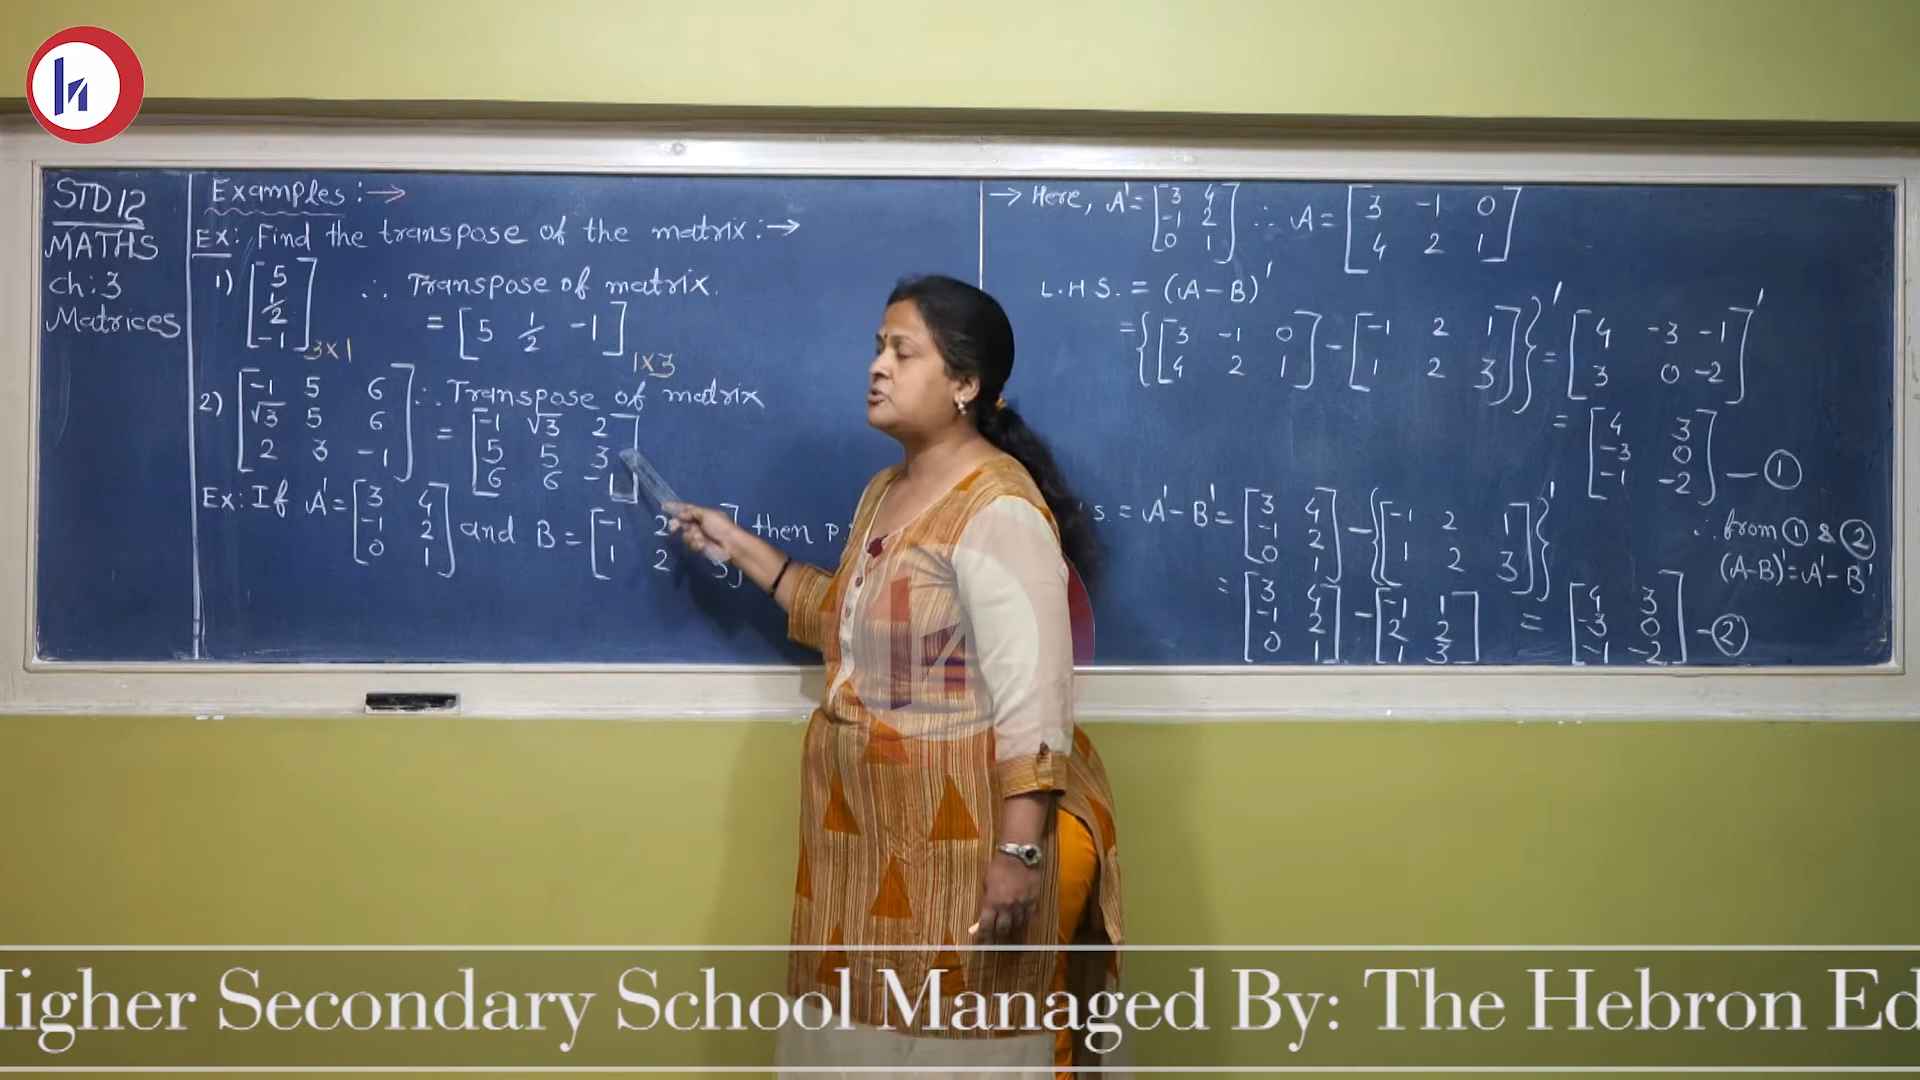 STD 12
MATHS
ch: 3
Matrices
Examples :→
Ex: Find the transpose of the matrix :→
1) [5
1/2
-1] 3x1
∴ Transpose of matrix.
= [5 1/2 -1] 1x3
2) [-1 5 6
√3 5 6
2 3 -1]
∴ Transpose of matrix
= [-1 √3 2
5 5 3
6 6 -1]
Ex: If A' = [3 4
-1 2
0 1] and B = [-1 2
1 2 3] then
→ Here, A' = [3 4
-1 2
0 1] ∴ A = [3 -1 0
4 2 1]
L.H.S. = (A-B)'
= {[3 -1 0
4 2 1] - [-1 2 1
1 2 3]}' = [4 -3 -1
3 0 -2]'
= [4 3
-3 0
-1 -2] — ①
S. = A'-B' = [3 4
-1 2
0 1] - {[-1 2 1
1 2 3]}'
= [3 4
-1 2
0 1] - [-1 1
2 2
1 3] = [4 3
-3 0
-1 -2] - ②
∴ from ① & ②
(A-B)' = A'-B'
Higher Secondary School Managed By: The Hebron Ed